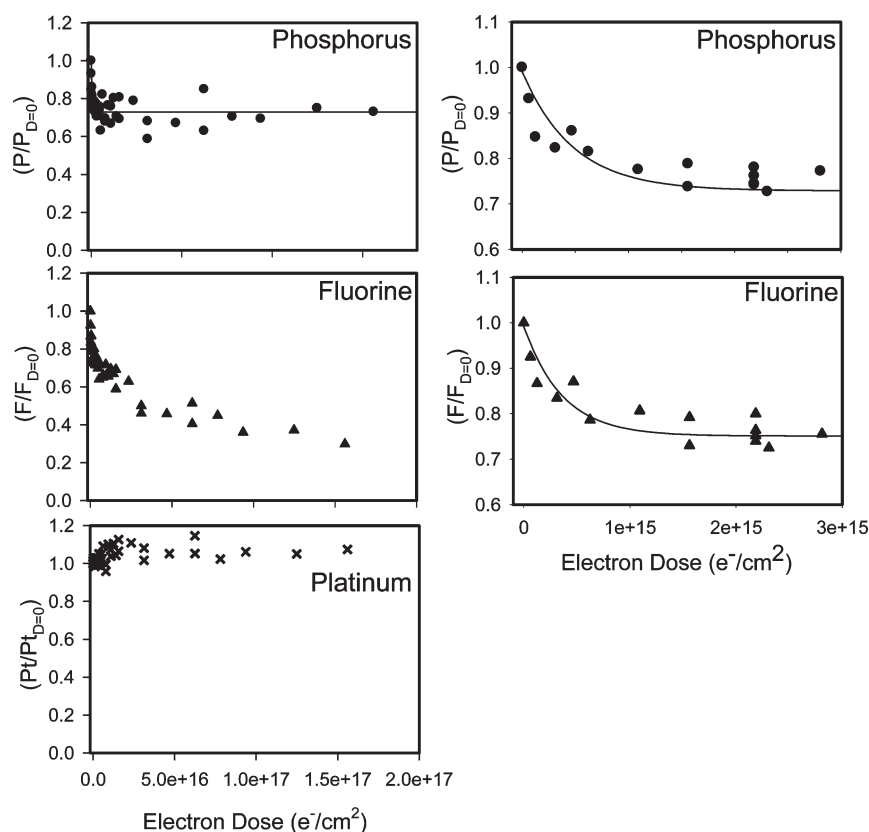 Phosphorus
(P/P_D=0)
1.2
1.0
0.8
0.6
0.4
0.2
0.0
Phosphorus
(P/P_D=0)
1.1
1.0
0.9
0.8
0.7
0.6
Fluorine
(F/F_D=0)
1.2
1.0
0.8
0.6
0.4
0.2
0.0
Fluorine
(F/F_D=0)
1.1
1.0
0.9
0.8
0.7
0.6
0 1e+15 2e+15 3e+15
Electron Dose (e⁻/cm²)
Platinum
(Pt/Pt_D=0)
1.2
1.0
0.8
0.6
0.4
0.2
0.0
0.0 5.0e+16 1.0e+17 1.5e+17 2.0e+17
Electron Dose (e⁻/cm²)